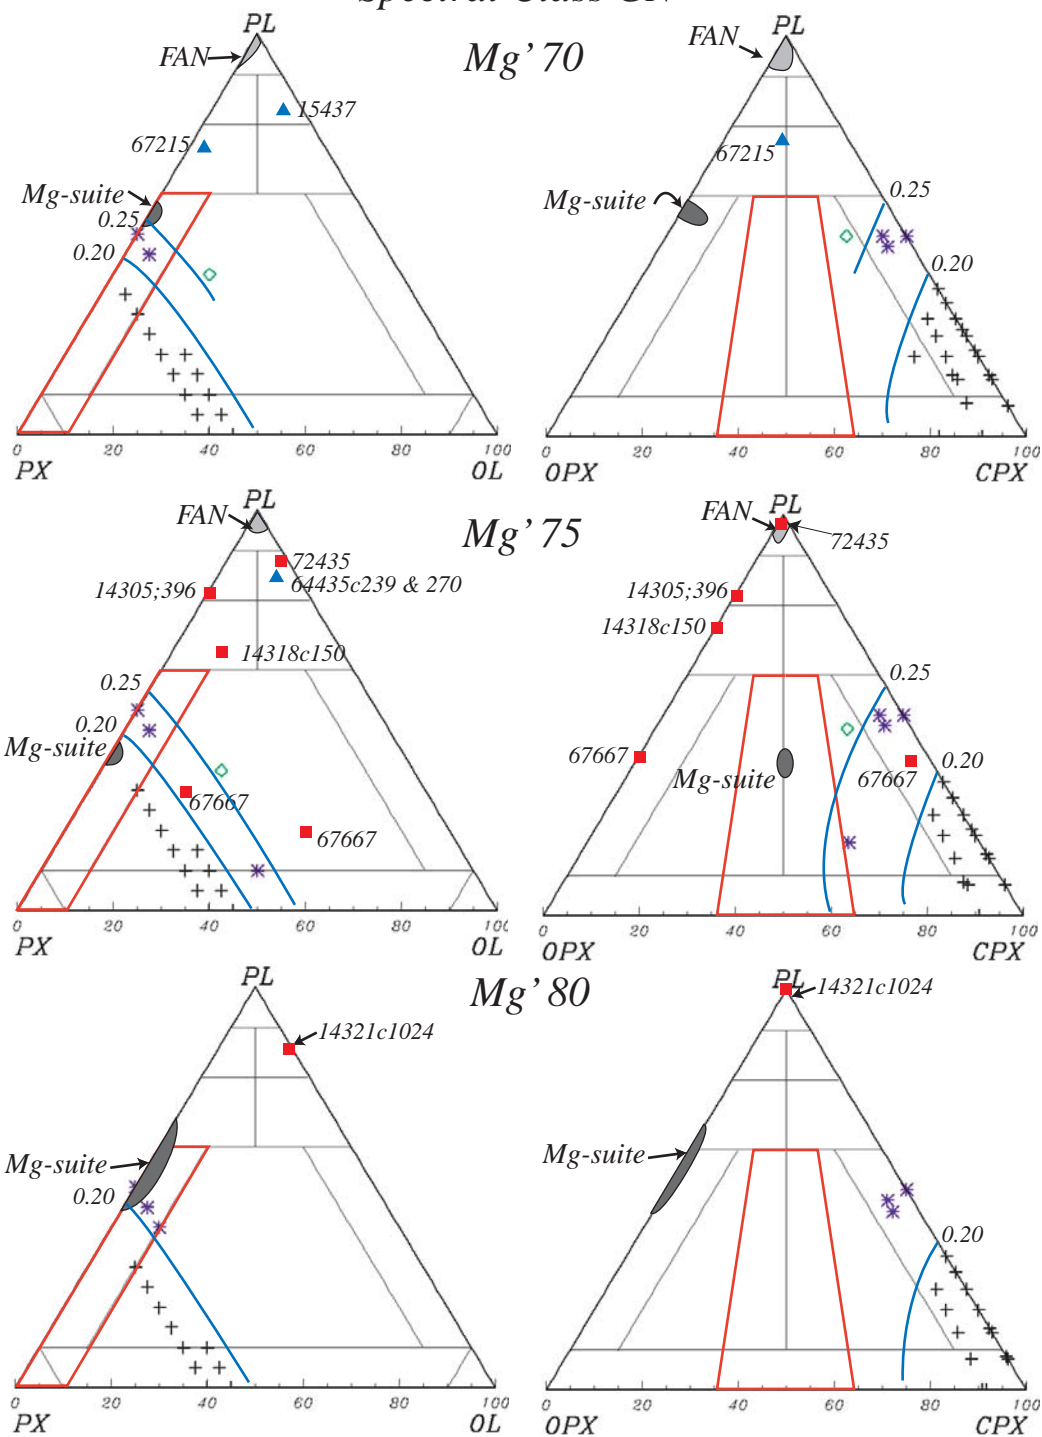 Spectral Class GN
Mg' 70
PL
FAN
15437
67215
Mg-suite
0.25
0.20
0 20 40 60 80 100
PX OL
PL
FAN
67215
Mg-suite
0.25
0.20
0 20 40 60 80 100
OPX CPX
Mg' 75
PL
FAN
72435
64435c239 & 270
14305;396
14318c150
0.25
0.20
Mg-suite
67667
67667
0 20 40 60 80 100
PX OL
PL
FAN
72435
14305;396
14318c150
0.25
67667
Mg-suite
0.20
67667
0 20 40 60 80 100
OPX CPX
Mg' 80
PL
14321c1024
Mg-suite
0.20
0 20 40 60 80 100
PX OL
PL
14321c1024
Mg-suite
0.20
0 20 40 60 80 100
OPX CPX